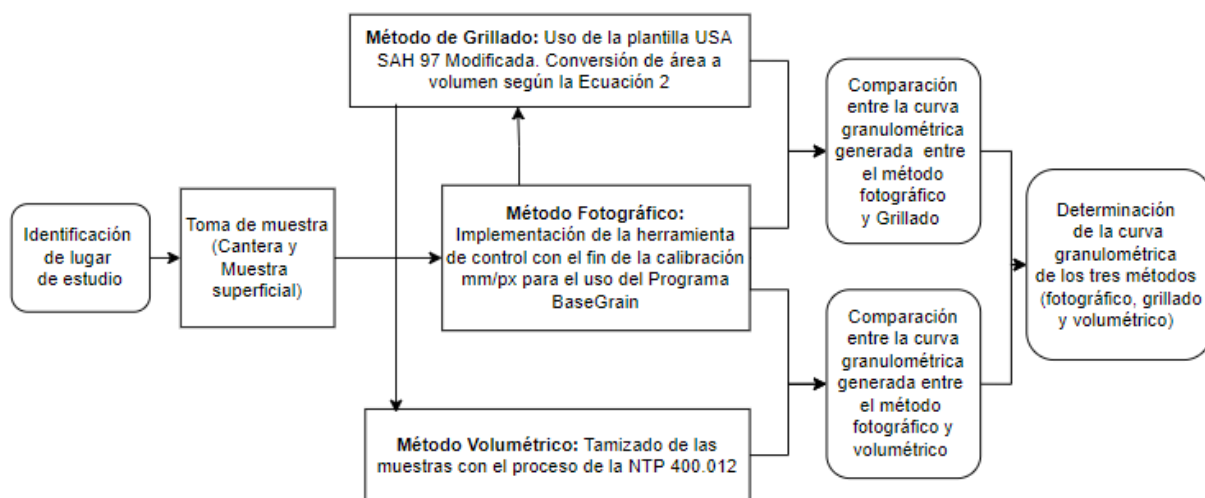 Identificación
de lugar
de estudio
Toma de muestra
(Cantera y
Muestra
superficial)
Método de Grillado: Uso de la plantilla USA
SAH 97 Modificada. Conversión de área a
volumen según la Ecuación 2
Método Fotográfico:
Implementación de la herramienta
de control con el fin de la calibración
mm/px para el uso del Programa
BaseGrain
Método Volumétrico: Tamizado de las
muestras con el proceso de la NTP 400.012
Comparación
entre la curva
granulométrica
generada entre
el método
fotográfico
y Grillado
Comparación
entre la curva
granulométrica
generada entre
el método
fotográfico y
volumétrico
Determinación
de la curva
granulométrica
de los tres métodos
(fotográfico, grillado
y volumétrico)